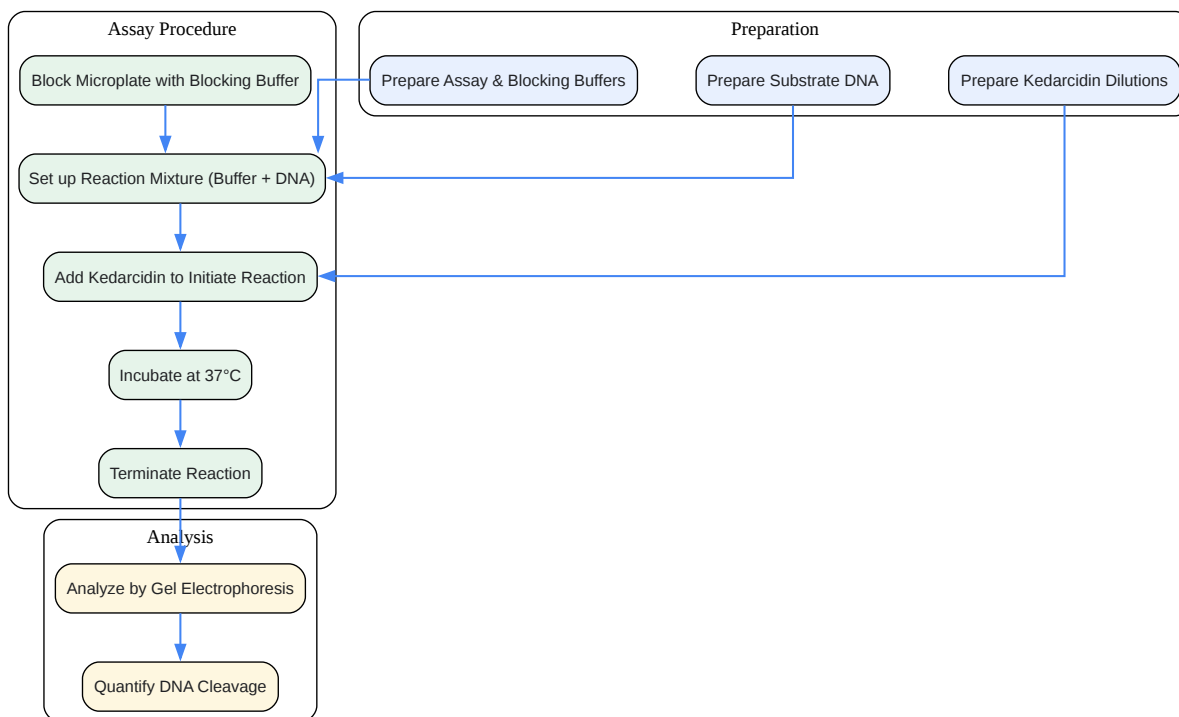 Assay Procedure
Block Microplate with Blocking Buffer
Set up Reaction Mixture (Buffer + DNA)
Add Kedarcidin to Initiate Reaction
Incubate at 37°C
Terminate Reaction
Preparation
Prepare Assay & Blocking Buffers
Prepare Substrate DNA
Prepare Kedarcidin Dilutions
Analysis
Analyze by Gel Electrophoresis
Quantify DNA Cleavage